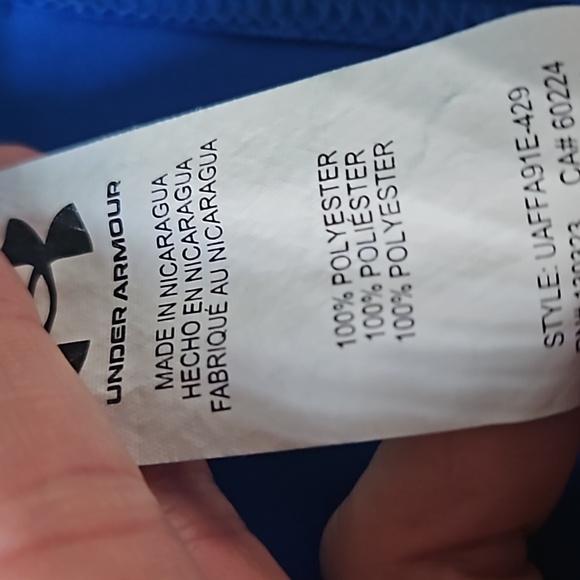 UNDER ARMOUR
MADE IN NICARAGUA
HECHO EN NICARAGUA
FABRIQUÉ AU NICARAGUA
100% POLYESTER
100% POLIÉSTER
100% POLYESTER
STYLE: UAFFA91E-429
CA# 60224